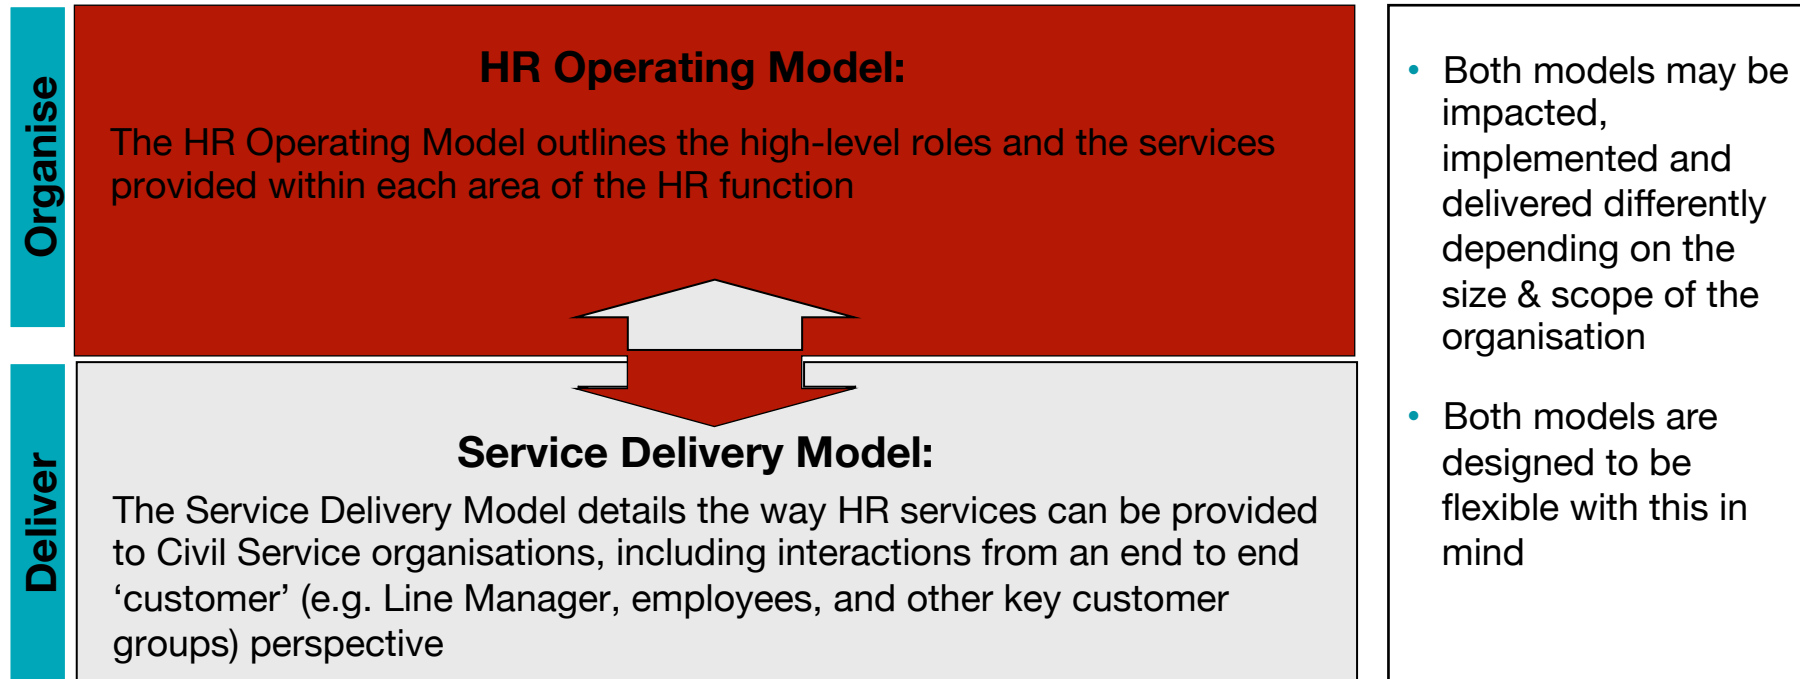 Organise
HR Operating Model:
The HR Operating Model outlines the high-level roles and the services
provided within each area of the HR function
Deliver
Service Delivery Model:
The Service Delivery Model details the way HR services can be provided
to Civil Service organisations, including interactions from an end to end
‘customer’ (e.g. Line Manager, employees, and other key customer
groups) perspective
• Both models may be
impacted,
implemented and
delivered differently
depending on the
size & scope of the
organisation
• Both models are
designed to be
flexible with this in
mind